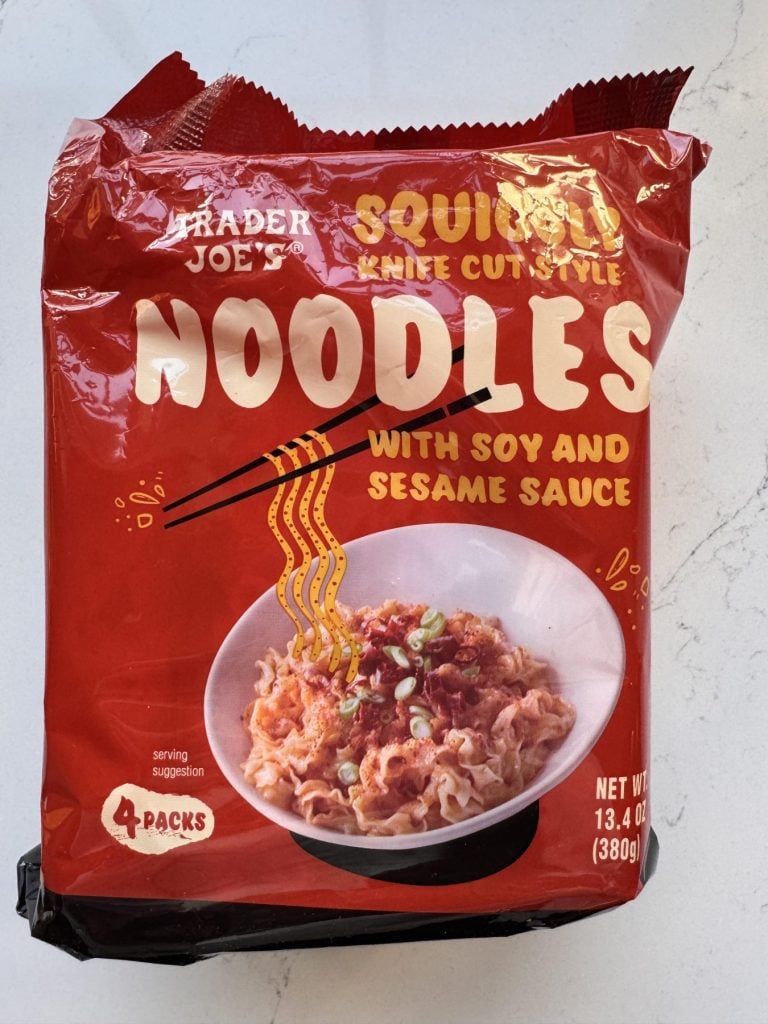 TRADER
JOE'S®
SQUIGGLY
KNIFE CUT STYLE
NOODLES
WITH SOY AND
SESAME SAUCE
serving
suggestion
4 PACKS
NET WT.
13.4 OZ
(380g)